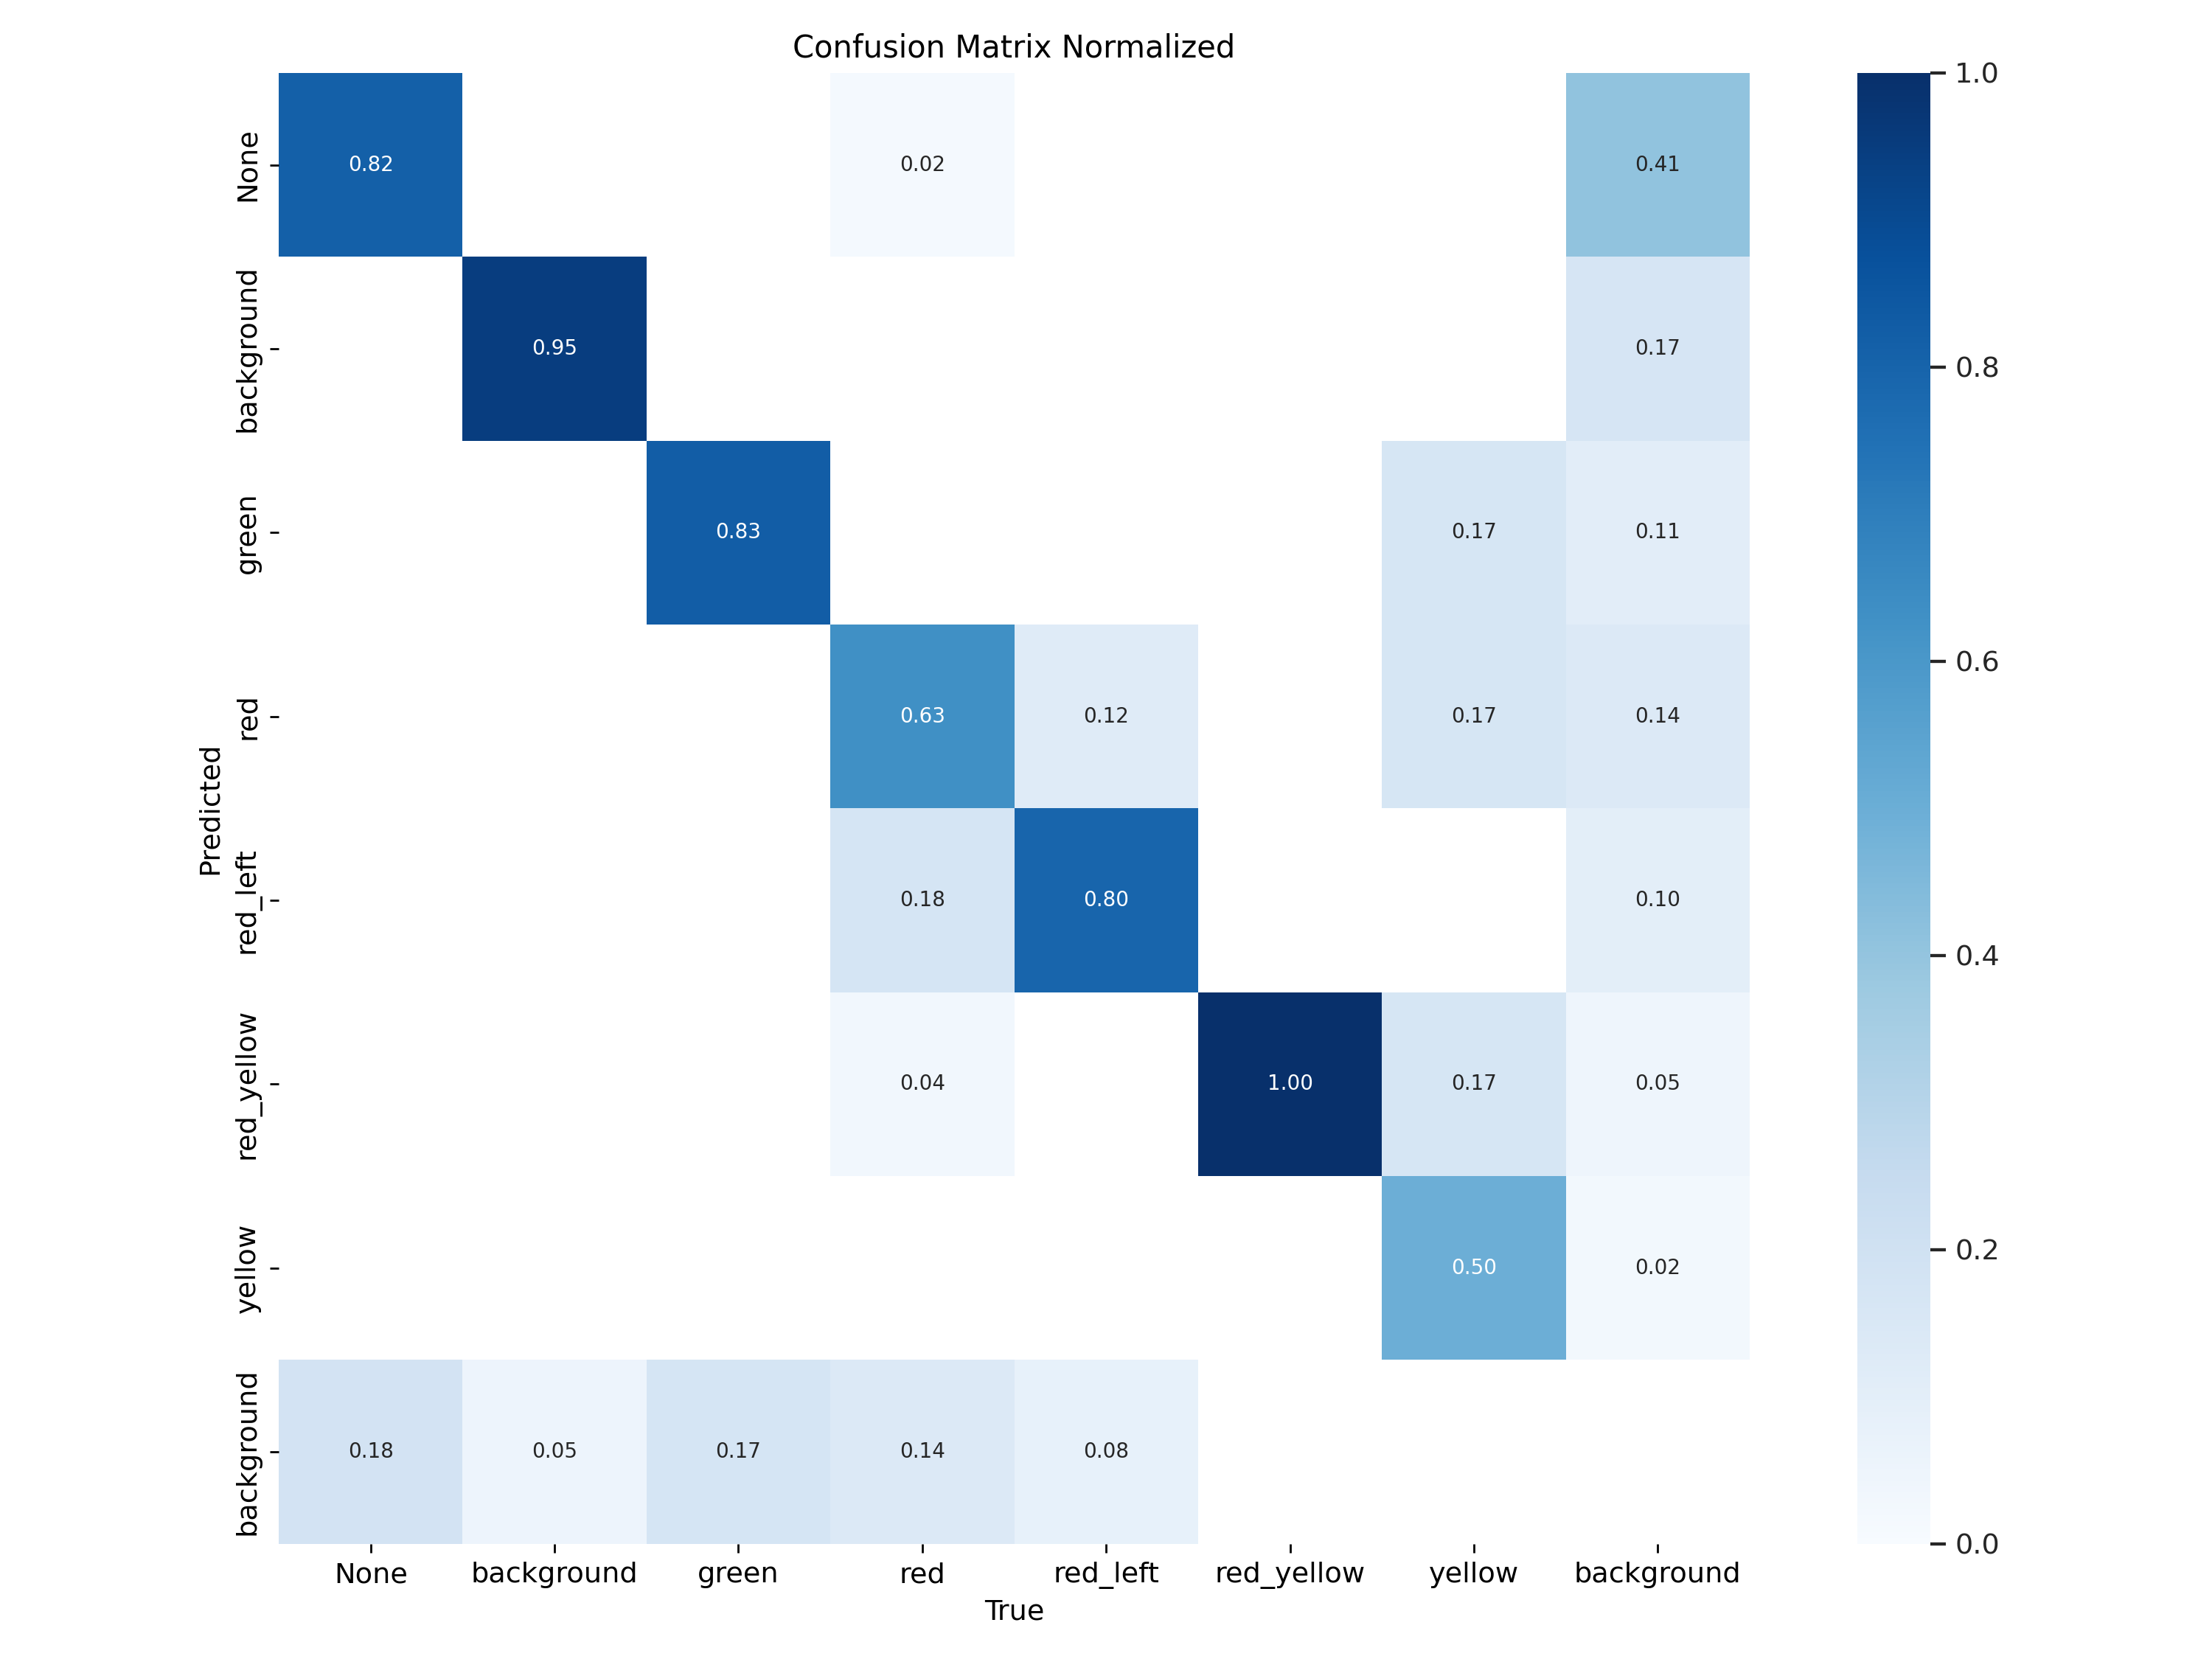 Confusion Matrix Normalized
None
0.82
0.02
0.41
background
0.95
0.17
green
0.83
0.17
0.11
red
0.63
0.12
0.17
0.14
red_left
0.18
0.80
0.10
red_yellow
0.04
1.00
0.17
0.05
yellow
0.50
0.02
background
0.18
0.05
0.17
0.14
0.08
Predicted
None
background
green
red
red_left
red_yellow
yellow
background
True
1.0
0.8
0.6
0.4
0.2
0.0